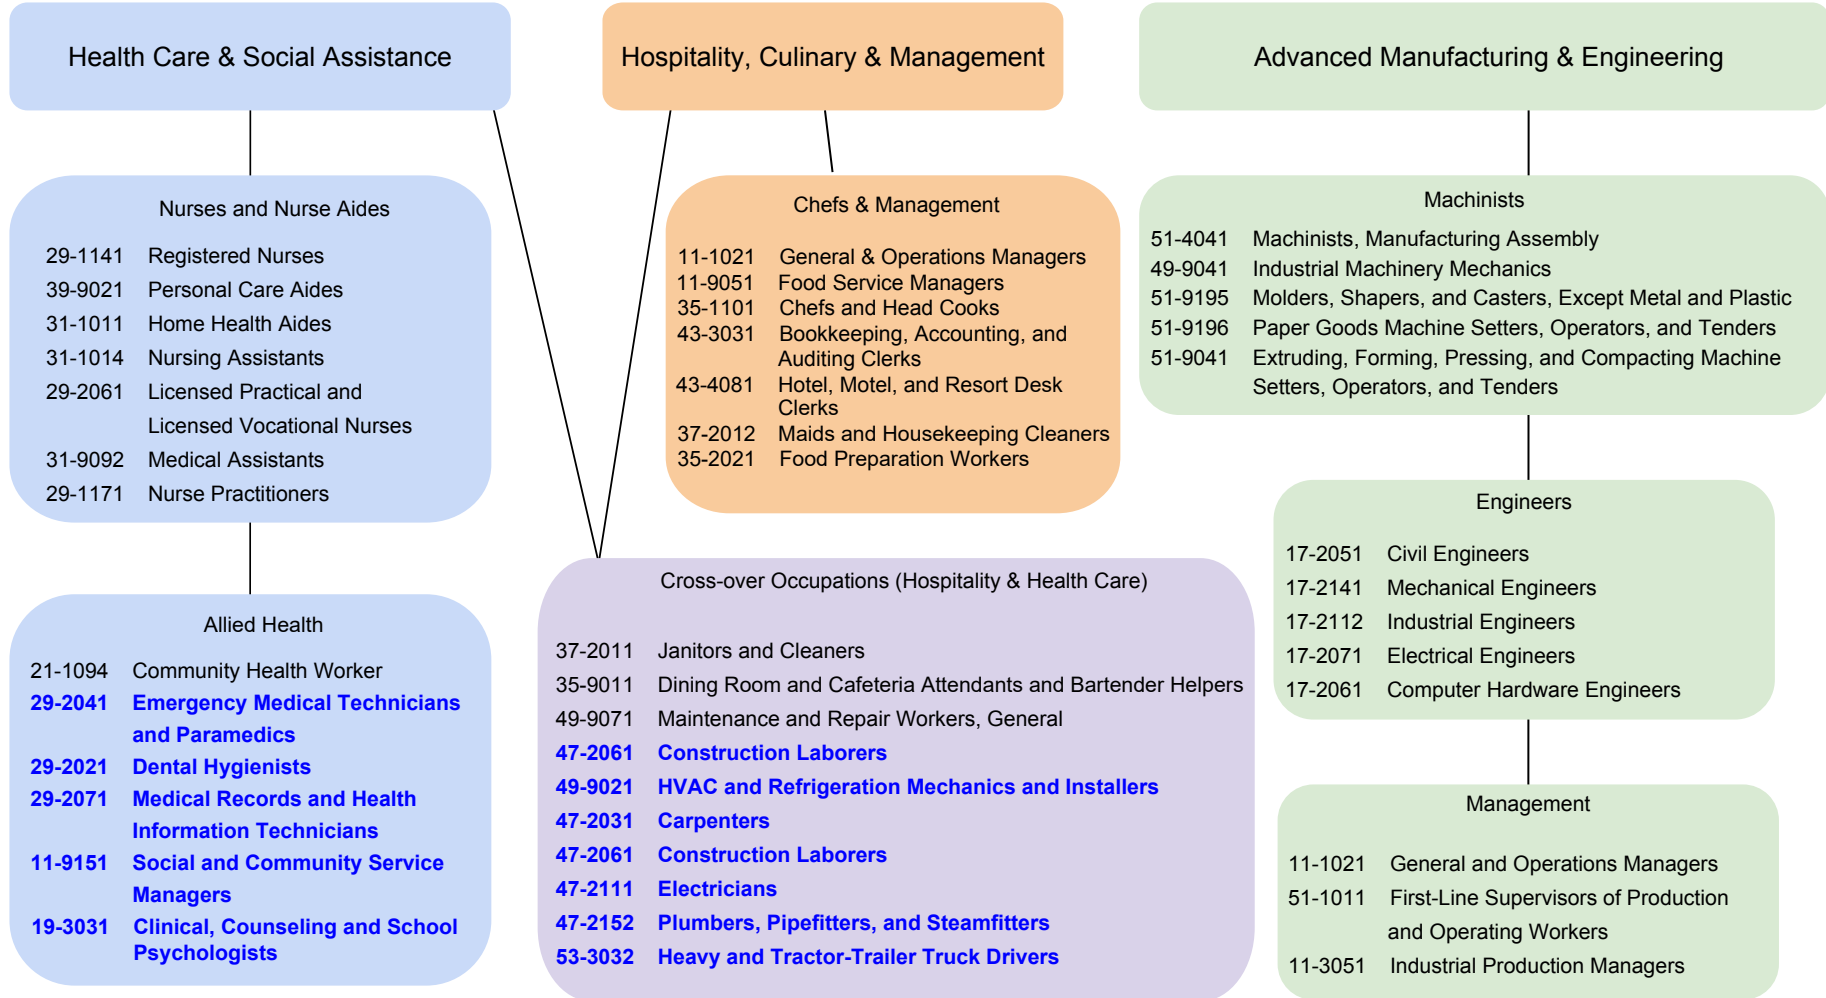 Health Care & Social Assistance
Nurses and Nurse Aides
29-1141 Registered Nurses
39-9021 Personal Care Aides
31-1011 Home Health Aides
31-1014 Nursing Assistants
29-2061 Licensed Practical and
Licensed Vocational Nurses
31-9092 Medical Assistants
29-1171 Nurse Practitioners
Allied Health
21-1094 Community Health Worker
29-2041 Emergency Medical Technicians
and Paramedics
29-2021 Dental Hygienists
29-2071 Medical Records and Health
Information Technicians
11-9151 Social and Community Service
Managers
19-3031 Clinical, Counseling and School
Psychologists
Hospitality, Culinary & Management
Chefs & Management
11-1021 General & Operations Managers
11-9051 Food Service Managers
35-1101 Chefs and Head Cooks
43-3031 Bookkeeping, Accounting, and
Auditing Clerks
43-4081 Hotel, Motel, and Resort Desk
Clerks
37-2012 Maids and Housekeeping Cleaners
35-2021 Food Preparation Workers
Cross-over Occupations (Hospitality & Health Care)
37-2011 Janitors and Cleaners
35-9011 Dining Room and Cafeteria Attendants and Bartender Helpers
49-9071 Maintenance and Repair Workers, General
47-2061 Construction Laborers
49-9021 HVAC and Refrigeration Mechanics and Installers
47-2031 Carpenters
47-2061 Construction Laborers
47-2111 Electricians
47-2152 Plumbers, Pipefitters, and Steamfitters
53-3032 Heavy and Tractor-Trailer Truck Drivers
Advanced Manufacturing & Engineering
Machinists
51-4041 Machinists, Manufacturing Assembly
49-9041 Industrial Machinery Mechanics
51-9195 Molders, Shapers, and Casters, Except Metal and Plastic
51-9196 Paper Goods Machine Setters, Operators, and Tenders
51-9041 Extruding, Forming, Pressing, and Compacting Machine
Setters, Operators, and Tenders
Engineers
17-2051 Civil Engineers
17-2141 Mechanical Engineers
17-2112 Industrial Engineers
17-2071 Electrical Engineers
17-2061 Computer Hardware Engineers
Management
11-1021 General and Operations Managers
51-1011 First-Line Supervisors of Production
and Operating Workers
11-3051 Industrial Production Managers